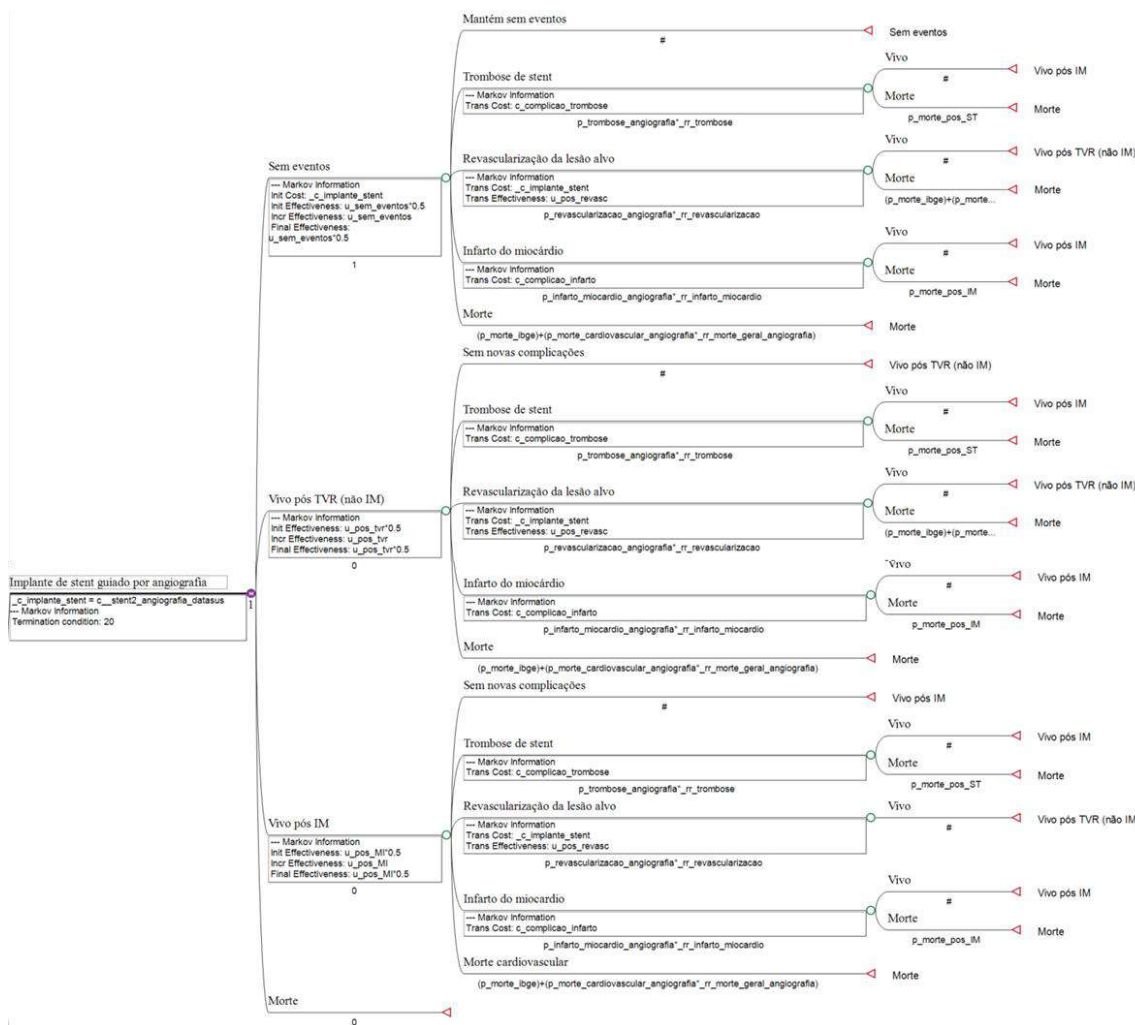 Implante de stent guiado por angiografia
_c_implante_stent = c__stent2_angiografia_datasus
--- Markov Information
Termination condition: 20
1
Sem eventos
--- Markov Information
Init Cost: _c_implante_stent
Init Effectiveness: u_sem_eventos*0.5
Incr Effectiveness: u_sem_eventos
Final Effectiveness:
u_sem_eventos*0.5
1
Mantém sem eventos
#
Sem eventos
Trombose de stent
--- Markov Information
Trans Cost: c_complicao_trombose
p_trombose_angiografia*_rr_trombose
Vivo
#
Vivo pós IM
Morte
p_morte_pos_ST
Morte
Revascularização da lesão alvo
--- Markov Information
Trans Cost: _c_implante_stent
Trans Effectiveness: u_pos_revasc
p_revascularizacao_angiografia*_rr_revascularizacao
Vivo
#
Vivo pós TVR (não IM)
Morte
(p_morte_ibge)+(p_morte...
Morte
Infarto do miocárdio
--- Markov Information
Trans Cost: c_complicao_infarto
p_infarto_miocardio_angiografia*_rr_infarto_miocardio
Vivo
#
Vivo pós IM
Morte
p_morte_pos_IM
Morte
Morte
(p_morte_ibge)+(p_morte_cardiovascular_angiografia*_rr_morte_geral_angiografia)
Morte
Vivo pós TVR (não IM)
--- Markov Information
Init Effectiveness: u_pos_tvr*0.5
Incr Effectiveness: u_pos_tvr
Final Effectiveness: u_pos_tvr*0.5
0
Sem novas complicações
#
Vivo pós TVR (não IM)
Trombose de stent
--- Markov Information
Trans Cost: c_complicao_trombose
p_trombose_angiografia*_rr_trombose
Vivo
#
Vivo pós IM
Morte
p_morte_pos_ST
Morte
Revascularização da lesão alvo
--- Markov Information
Trans Cost: _c_implante_stent
Trans Effectiveness: u_pos_revasc
p_revascularizacao_angiografia*_rr_revascularizacao
Vivo
#
Vivo pós TVR (não IM)
Morte
(p_morte_ibge)+(p_morte...
Morte
Infarto do miocárdio
--- Markov Information
Trans Cost: c_complicao_infarto
p_infarto_miocardio_angiografia*_rr_infarto_miocardio
Vivo
#
Vivo pós IM
Morte
p_morte_pos_IM
Morte
Morte
(p_morte_ibge)+(p_morte_cardiovascular_angiografia*_rr_morte_geral_angiografia)
Morte
Vivo pós IM
--- Markov Information
Init Effectiveness: u_pos_MI*0.5
Incr Effectiveness: u_pos_MI
Final Effectiveness: u_pos_MI*0.5
0
Sem novas complicações
#
Vivo pós IM
Trombose de stent
--- Markov Information
Trans Cost: c_complicao_trombose
p_trombose_angiografia*_rr_trombose
Vivo
#
Vivo pós IM
Morte
p_morte_pos_ST
Morte
Revascularização da lesão alvo
--- Markov Information
Trans Cost: _c_implante_stent
Trans Effectiveness: u_pos_revasc
p_revascularizacao_angiografia*_rr_revascularizacao
Vivo
#
Vivo pós TVR (não IM
Infarto do miocardio
--- Markov Information
Trans Cost: c_complicao_infarto
p_infarto_miocardio_angiografia*_rr_infarto_miocardio
Vivo
#
Vivo pós IM
Morte
p_morte_pos_IM
Morte
Morte cardiovascular
(p_morte_ibge)+(p_morte_cardiovascular_angiografia*_rr_morte_geral_angiografia)
Morte
Morte
0